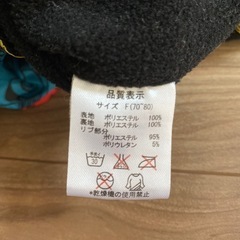 品質表示
サイズ F(70~80)
表地 ポリエステル 100%
裏地 ポリエステル 100%
リブ部分
ポリエステル 95%
ポリウレタン 5%
30
*乾燥機の使用禁止